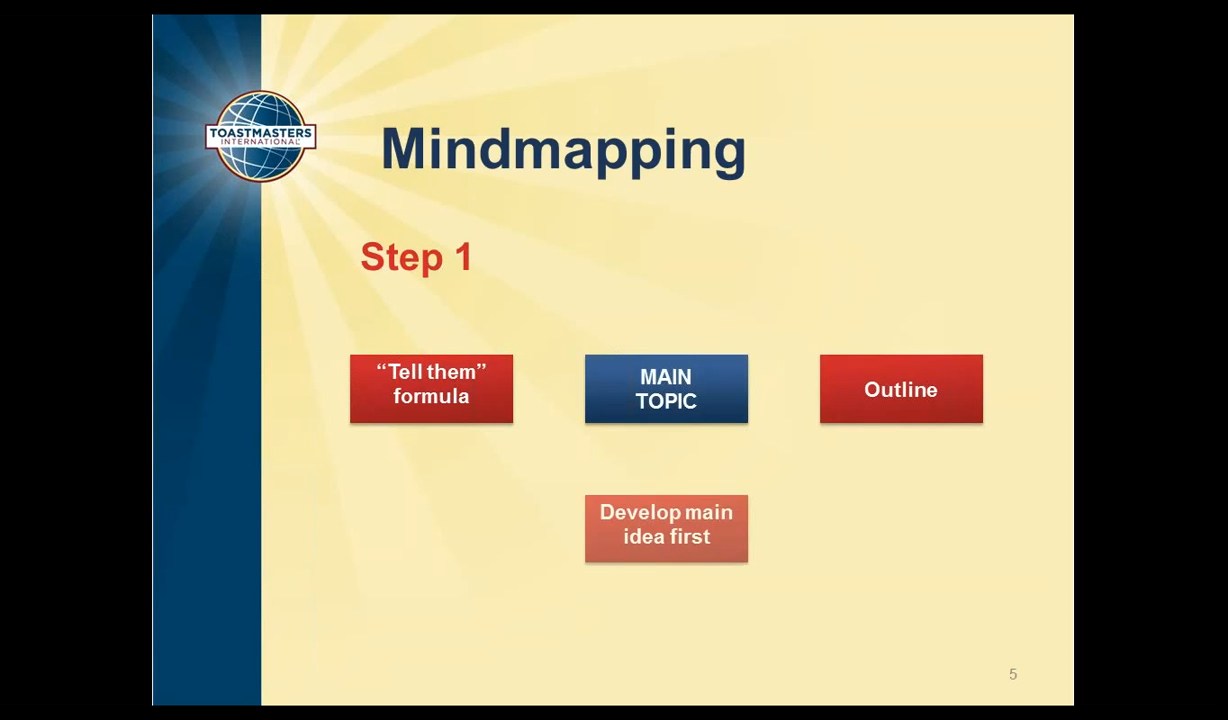 TOASTMASTERS
INTERNATIONAL
Mindmapping
Step 1
“Tell them”
formula
MAIN
TOPIC
Outline
Develop main
idea first
5